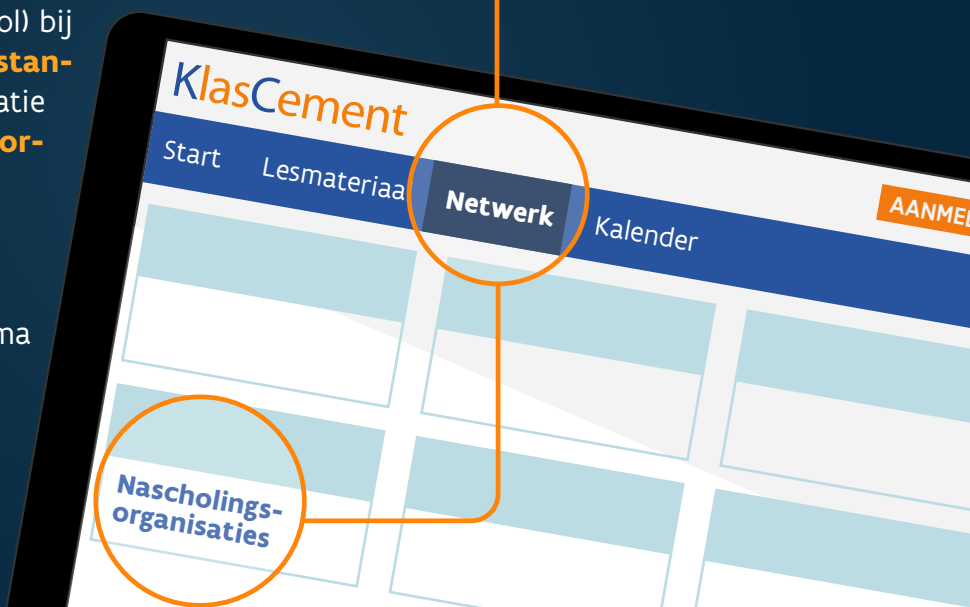 ol) bij
stan-
atie
or-
ma
KlasCement
Start Lesmateriaa Netwerk Kalender
AANME
Nascholings-
organisaties